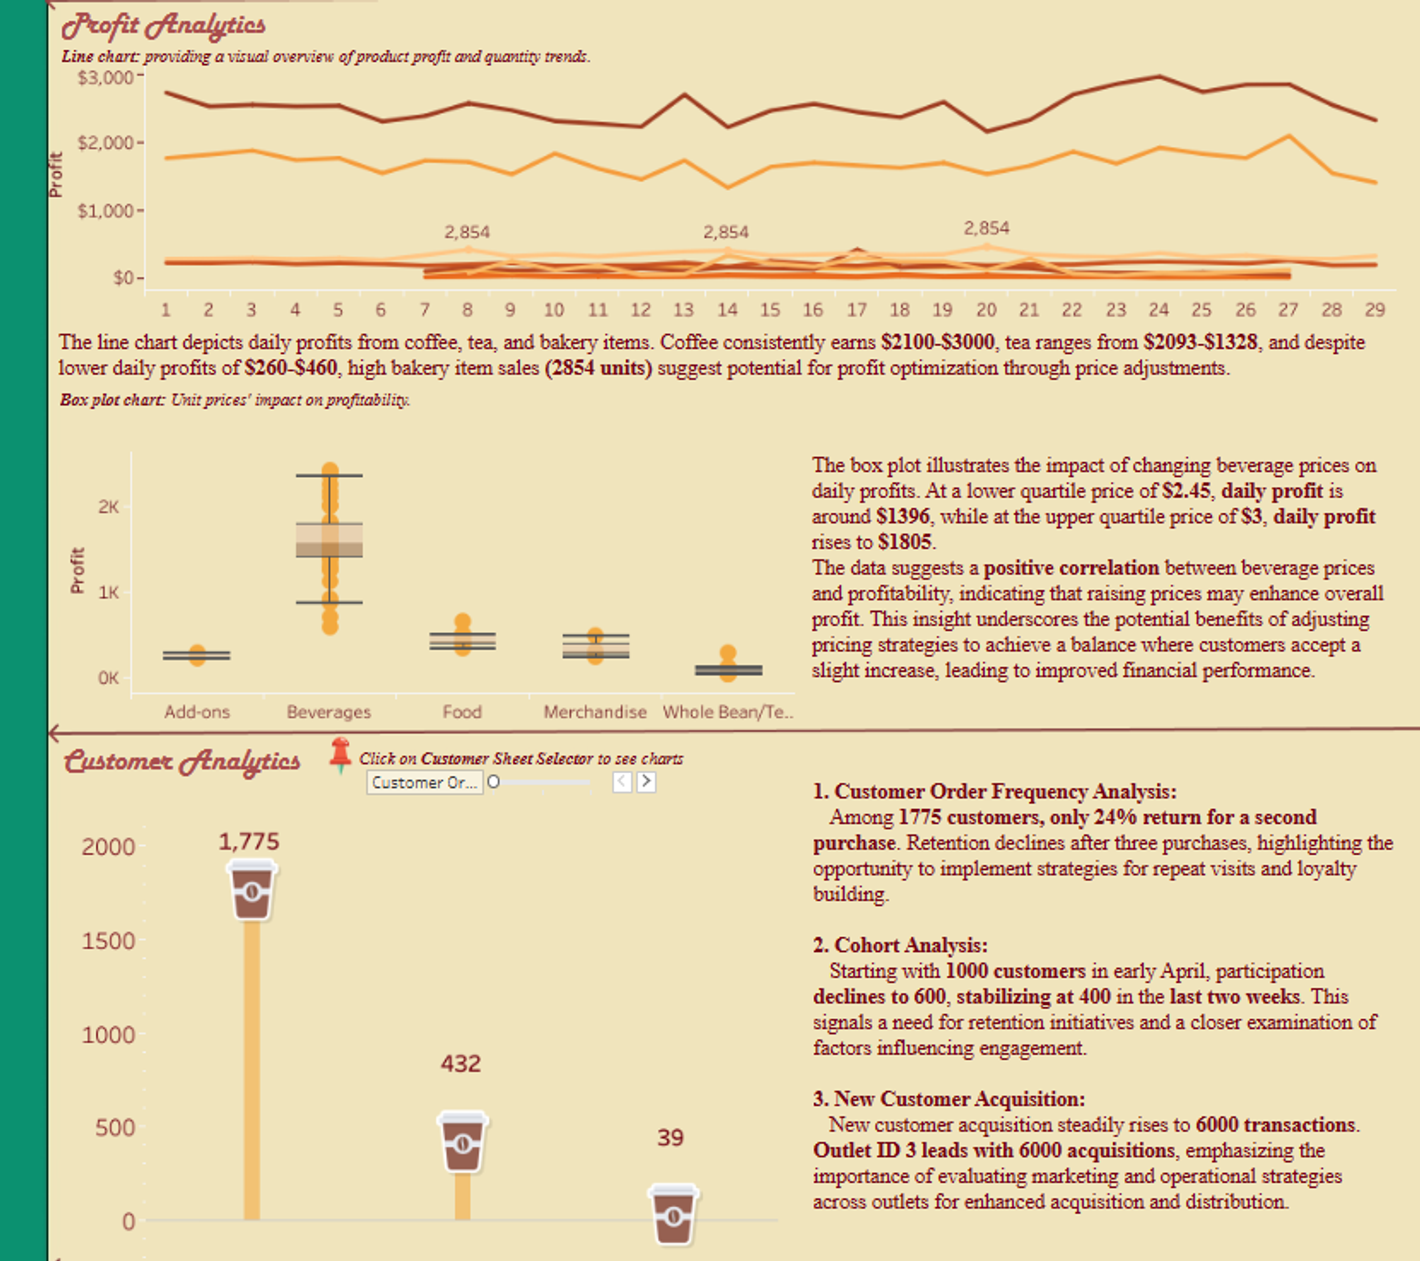 Profit Analytics
Line chart: providing a visual overview of product profit and quantity trends.
$3,000
$2,000
$1,000
$0
Profit
2,854
2,854
2,854
1 2 3 4 5 6 7 8 9 10 11 12 13 14 15 16 17 18 19 20 21 22 23 24 25 26 27 28 29
The line chart depicts daily profits from coffee, tea, and bakery items. Coffee consistently earns $2100-$3000, tea ranges from $2093-$1328, and despite
lower daily profits of $260-$460, high bakery item sales (2854 units) suggest potential for profit optimization through price adjustments.
Box plot chart: Unit prices' impact on profitability.
2K
1K
0K
Profit
Add-ons Beverages Food Merchandise Whole Bean/Te..
The box plot illustrates the impact of changing beverage prices on
daily profits. At a lower quartile price of $2.45, daily profit is
around $1396, while at the upper quartile price of $3, daily profit
rises to $1805.
The data suggests a positive correlation between beverage prices
and profitability, indicating that raising prices may enhance overall
profit. This insight underscores the potential benefits of adjusting
pricing strategies to achieve a balance where customers accept a
slight increase, leading to improved financial performance.
Customer Analytics
Click on Customer Sheet Selector to see charts
Customer Or...
2000
1500
1000
500
0
1,775
432
39
1. Customer Order Frequency Analysis:
Among 1775 customers, only 24% return for a second
purchase. Retention declines after three purchases, highlighting the
opportunity to implement strategies for repeat visits and loyalty
building.
2. Cohort Analysis:
Starting with 1000 customers in early April, participation
declines to 600, stabilizing at 400 in the last two weeks. This
signals a need for retention initiatives and a closer examination of
factors influencing engagement.
3. New Customer Acquisition:
New customer acquisition steadily rises to 6000 transactions.
Outlet ID 3 leads with 6000 acquisitions, emphasizing the
importance of evaluating marketing and operational strategies
across outlets for enhanced acquisition and distribution.